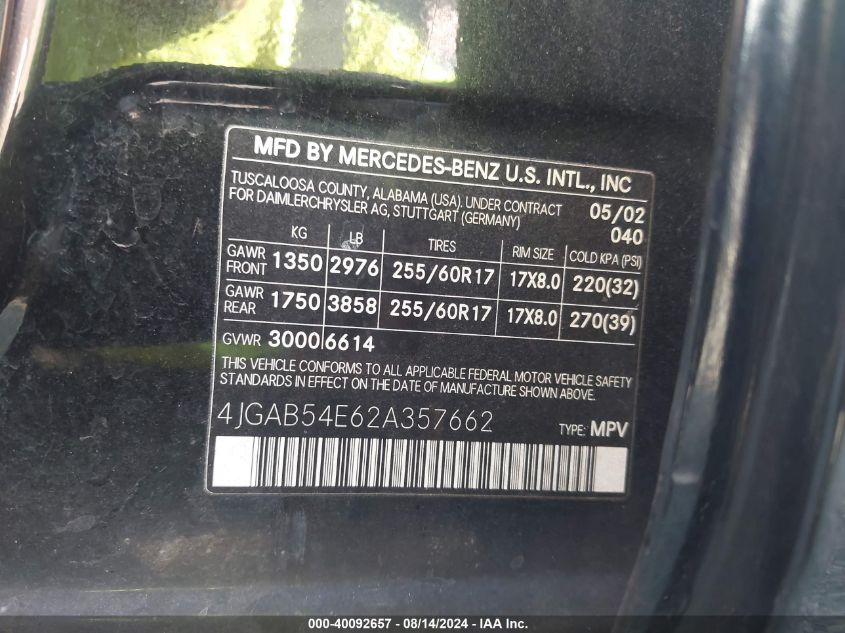 MFD BY MERCEDES-BENZ U.S. INTL., INC
TUSCALOOSA COUNTY, ALABAMA (USA). UNDER CONTRACT 05/02
FOR DAIMLERCHRYSLER AG, STUTTGART (GERMANY) 040
KG LB TIRES RIM SIZE COLD KPA (PSI)
GAWR FRONT 1350 2976 255/60R17 17X8.0 220(32)
GAWR REAR 1750 3858 255/60R17 17X8.0 270(39)
GVWR 3000 6614
THIS VEHICLE CONFORMS TO ALL APPLICABLE FEDERAL MOTOR VEHICLE SAFETY
STANDARDS IN EFFECT ON THE DATE OF MANUFACTURE SHOWN ABOVE.
4JGAB54E62A357662 TYPE: MPV
000-40092657 - 08/14/2024 - IAA Inc.